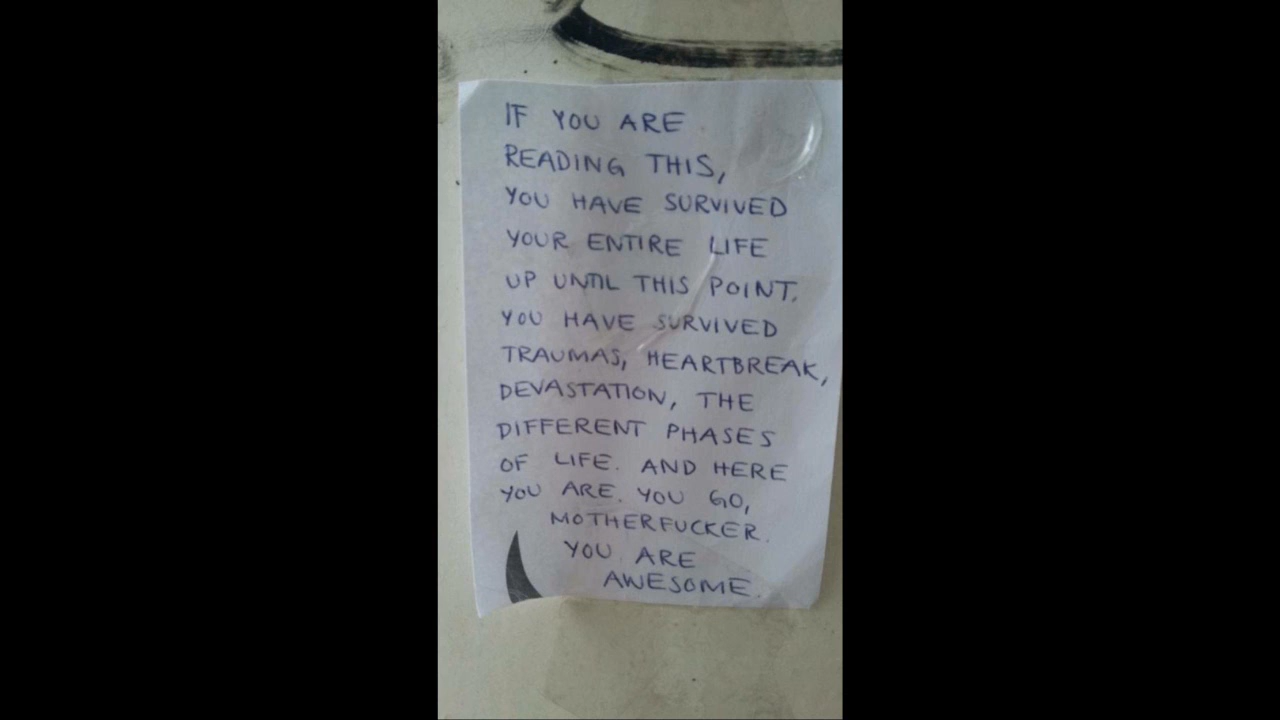 IF YOU ARE
READING THIS,
YOU HAVE SURVIVED
YOUR ENTIRE LIFE
UP UNTIL THIS POINT.
YOU HAVE SURVIVED
TRAUMAS, HEARTBREAK,
DEVASTATION, THE
DIFFERENT PHASES
OF LIFE. AND HERE
YOU ARE. YOU GO,
MOTHERFUCKER.
YOU ARE
AWESOME.